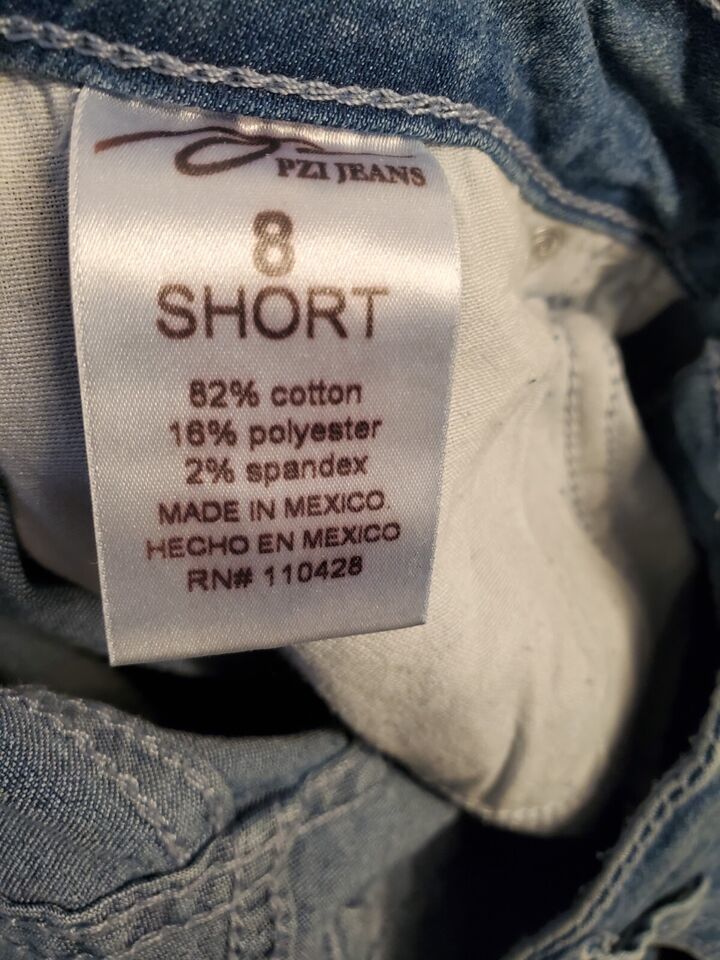 PZI JEANS
8
SHORT
82% cotton
16% polyester
2% spandex
MADE IN MEXICO.
HECHO EN MEXICO
RN# 110428